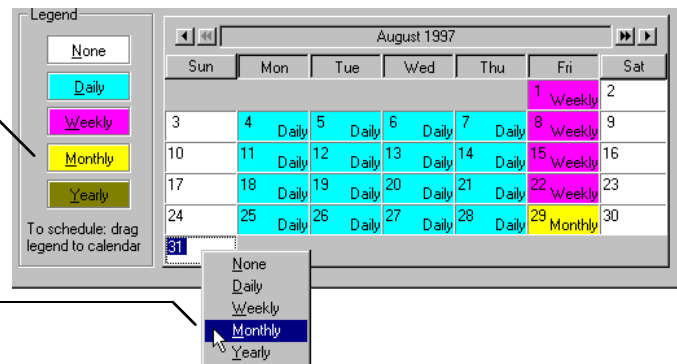 Legend
None
Daily
Weekly
Monthly
Yearly
To schedule: drag
legend to calendar
August 1997
Sun Mon Tue Wed Thu Fri Sat
1 Weekly 2
3 4 Daily 5 Daily 6 Daily 7 Daily 8 Weekly 9
10 11 Daily 12 Daily 13 Daily 14 Daily 15 Weekly 16
17 18 Daily 19 Daily 20 Daily 21 Daily 22 Weekly 23
24 25 Daily 26 Daily 27 Daily 28 Daily 29 Monthly 30
31
None
Daily
Weekly
Monthly
Yearly